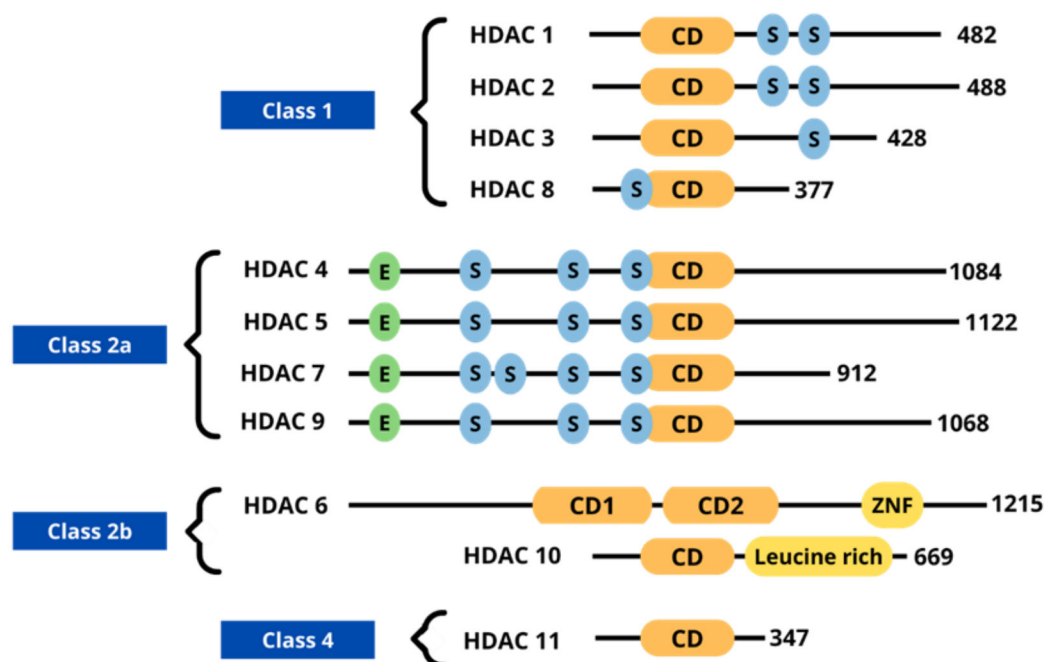 HDAC 1 CD S S 482
HDAC 2 CD S S 488
Class 1
HDAC 3 CD S 428
HDAC 8 S CD 377
HDAC 4 E S S S CD 1084
HDAC 5 E S S S CD 1122
Class 2a
HDAC 7 E S S S S CD 912
HDAC 9 E S S S CD 1068
HDAC 6 CD1 CD2 ZNF 1215
Class 2b
HDAC 10 CD Leucine rich 669
Class 4 HDAC 11 CD 347